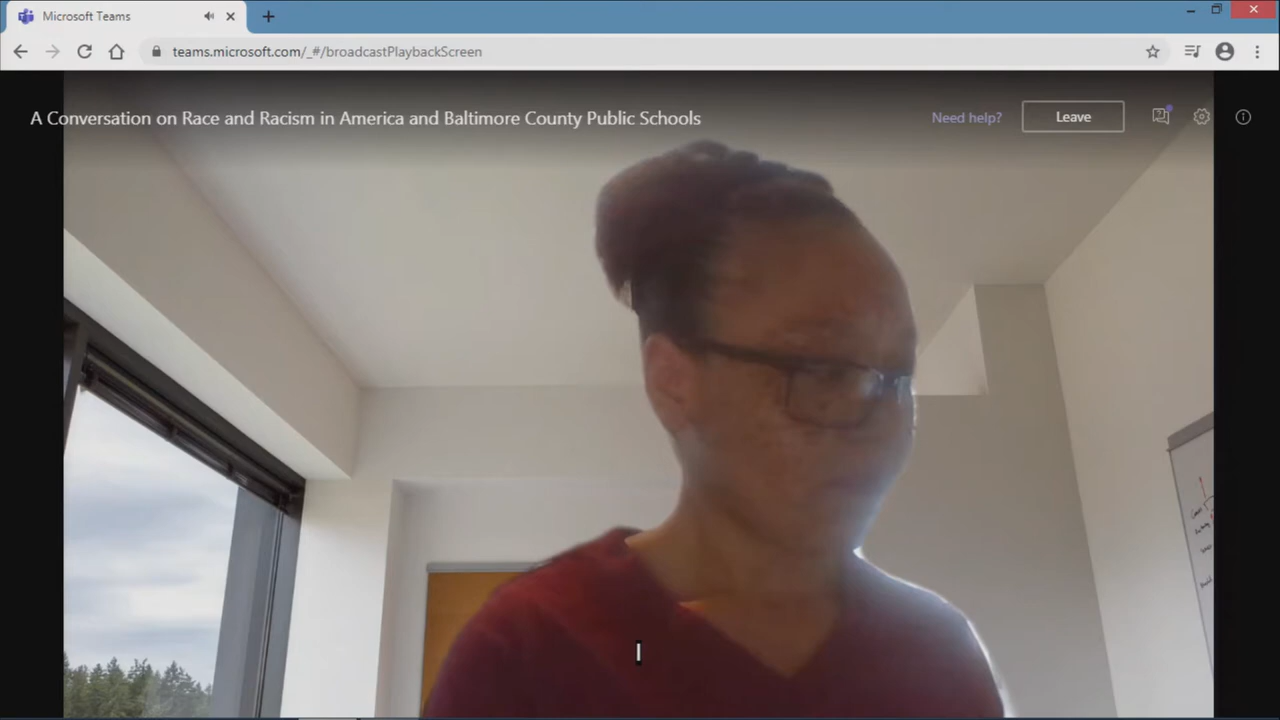 Microsoft Teams
teams.microsoft.com/_#/broadcastPlaybackScreen
A Conversation on Race and Racism in America and Baltimore County Public Schools
Need help?
Leave